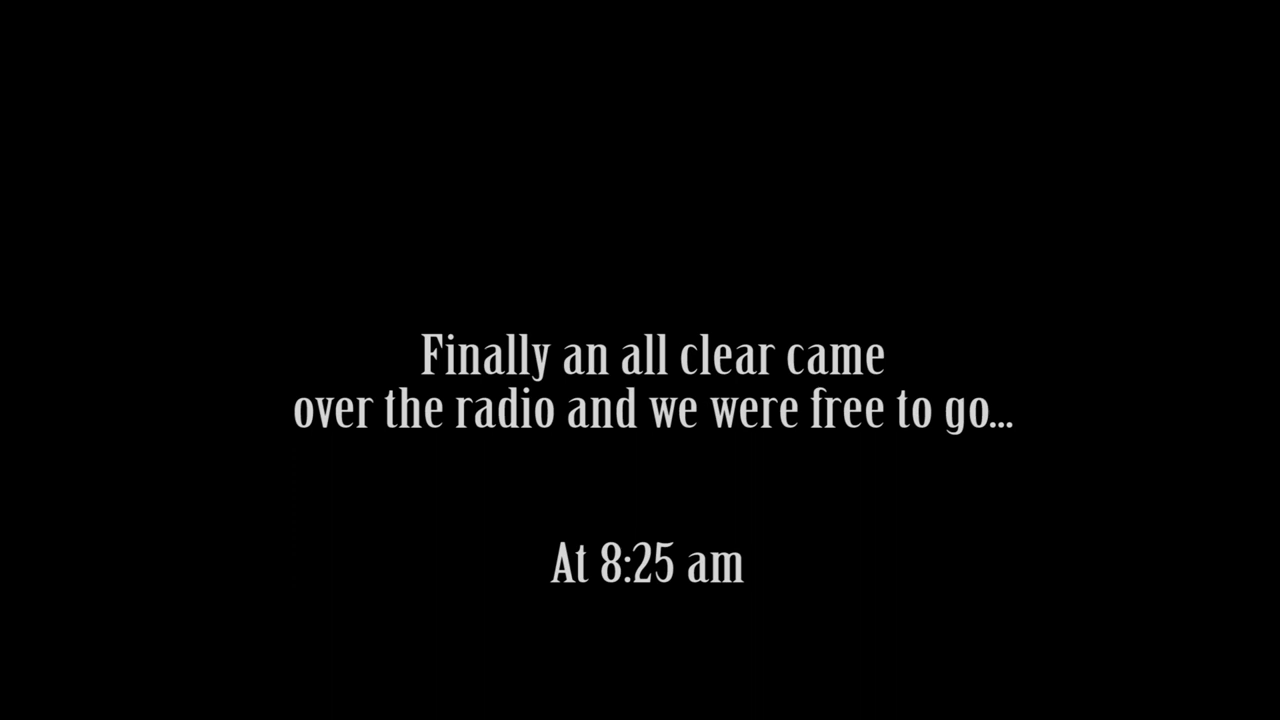 Finally an all clear came
over the radio and we were free to go...
At 8:25 am